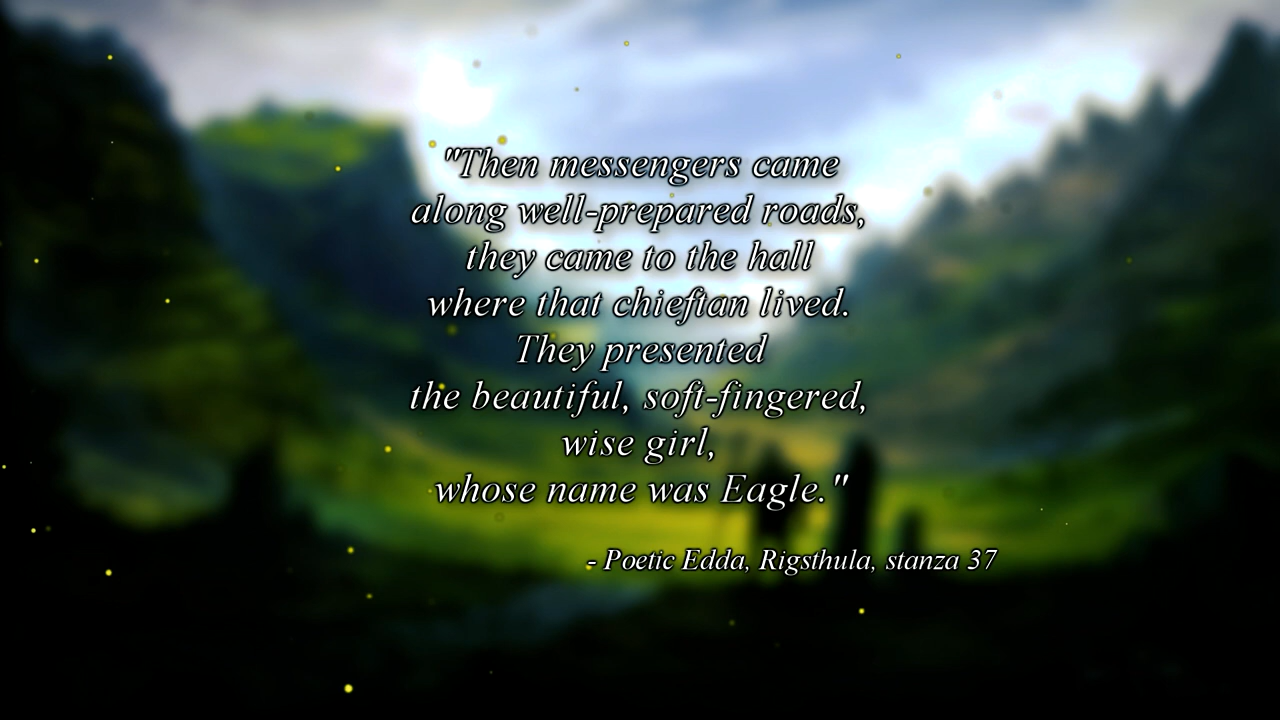 "Then messengers came
along well-prepared roads,
they came to the hall
where that chieftan lived.
They presented
the beautiful, soft-fingered,
wise girl,
whose name was Eagle."
- Poetic Edda, Rigsthula, stanza 37